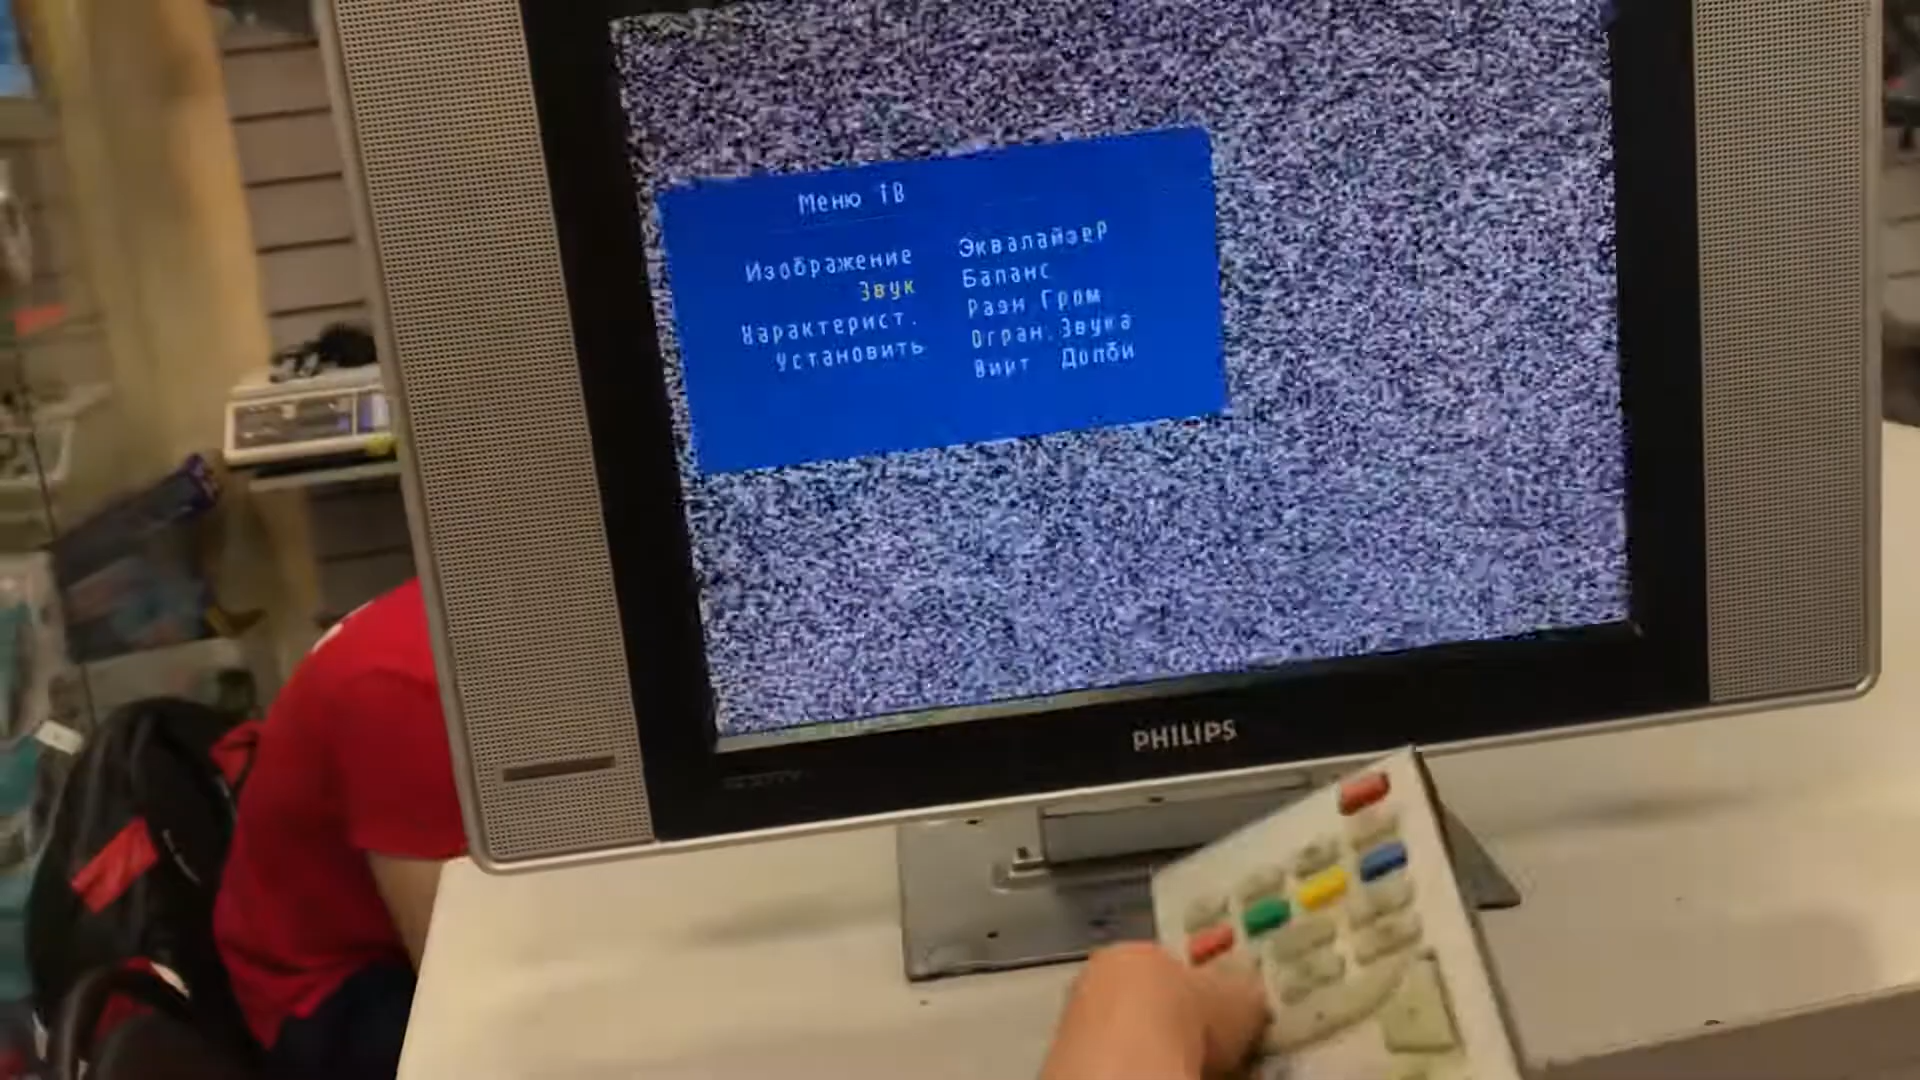 Меню ТВ
Изображение
Звук
Характерист.
Установить
Эквалайзер
Баланс
Разн Гром
Огран.Звука
Вирт Долби
PHILIPS